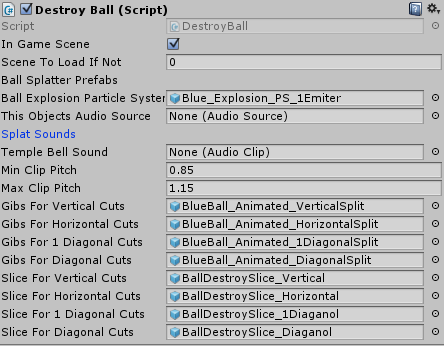 Destroy Ball (Script)
Script DestroyBall
In Game Scene
Scene To Load If Not 0
Ball Splatter Prefabs
Ball Explosion Particle System Blue_Explosion_PS_1Emiter
This Objects Audio Source None (Audio Source)
Splat Sounds
Temple Bell Sound None (Audio Clip)
Min Clip Pitch 0.85
Max Clip Pitch 1.15
Gibs For Vertical Cuts BlueBall_Animated_VerticalSplit
Gibs For Horizontal Cuts BlueBall_Animated_HorizontalSplit
Gibs For 1 Diagonal Cuts BlueBall_Animated_1DiagonalSplit
Gibs For Diagonal Cuts BlueBall_Animated_DiagonalSplit
Slice For Vertical Cuts BallDestroySlice_Vertical
Slice For Horizontal Cuts BallDestroySlice_Horizontal
Slice For 1 Diagonal Cuts BallDestroySlice_1Diaganol
Slice For Diagonal Cuts BallDestroySlice_Diaganol